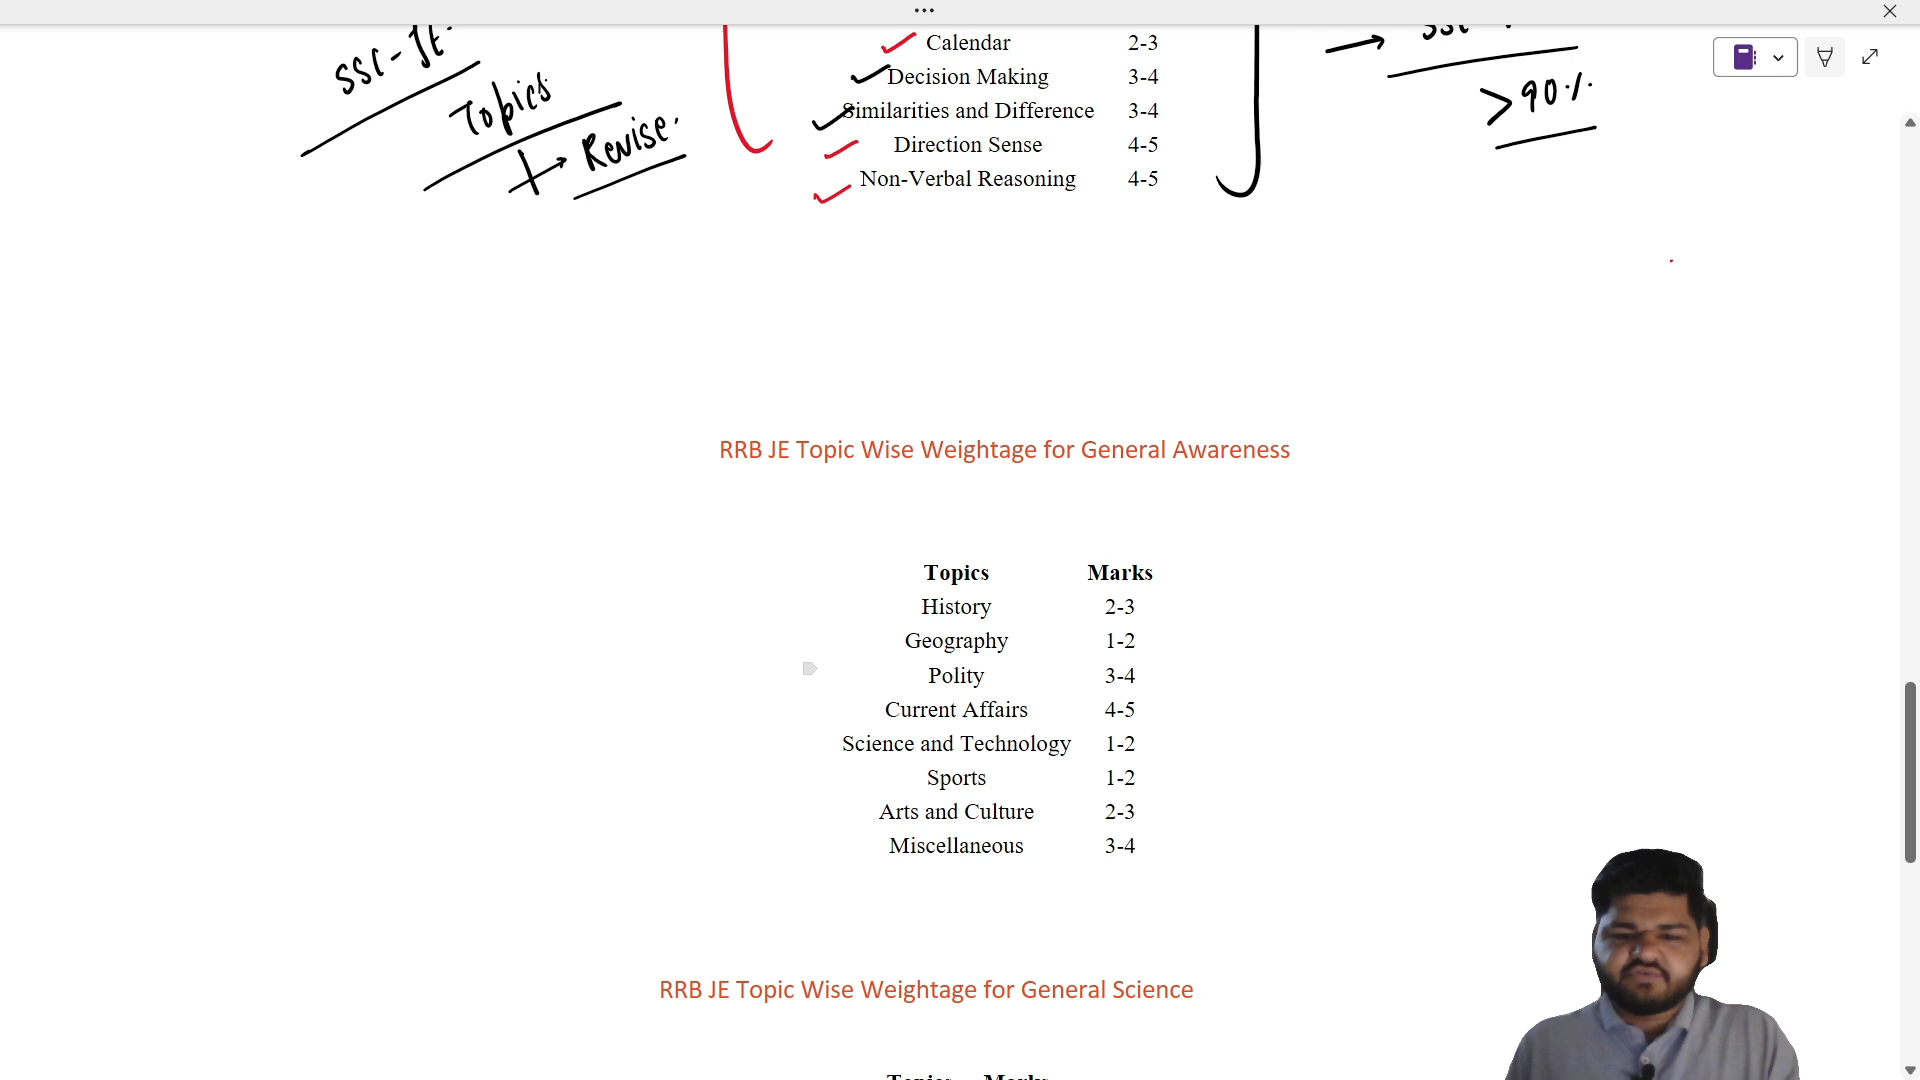 ssc-JE.
Topics
+ → Revise.
Calendar 2-3
Decision Making 3-4
Similarities and Difference 3-4
Direction Sense 4-5
Non-Verbal Reasoning 4-5
→
>90%.
RRB JE Topic Wise Weightage for General Awareness
Topics Marks
History 2-3
Geography 1-2
Polity 3-4
Current Affairs 4-5
Science and Technology 1-2
Sports 1-2
Arts and Culture 2-3
Miscellaneous 3-4
RRB JE Topic Wise Weightage for General Science
Topics Marks